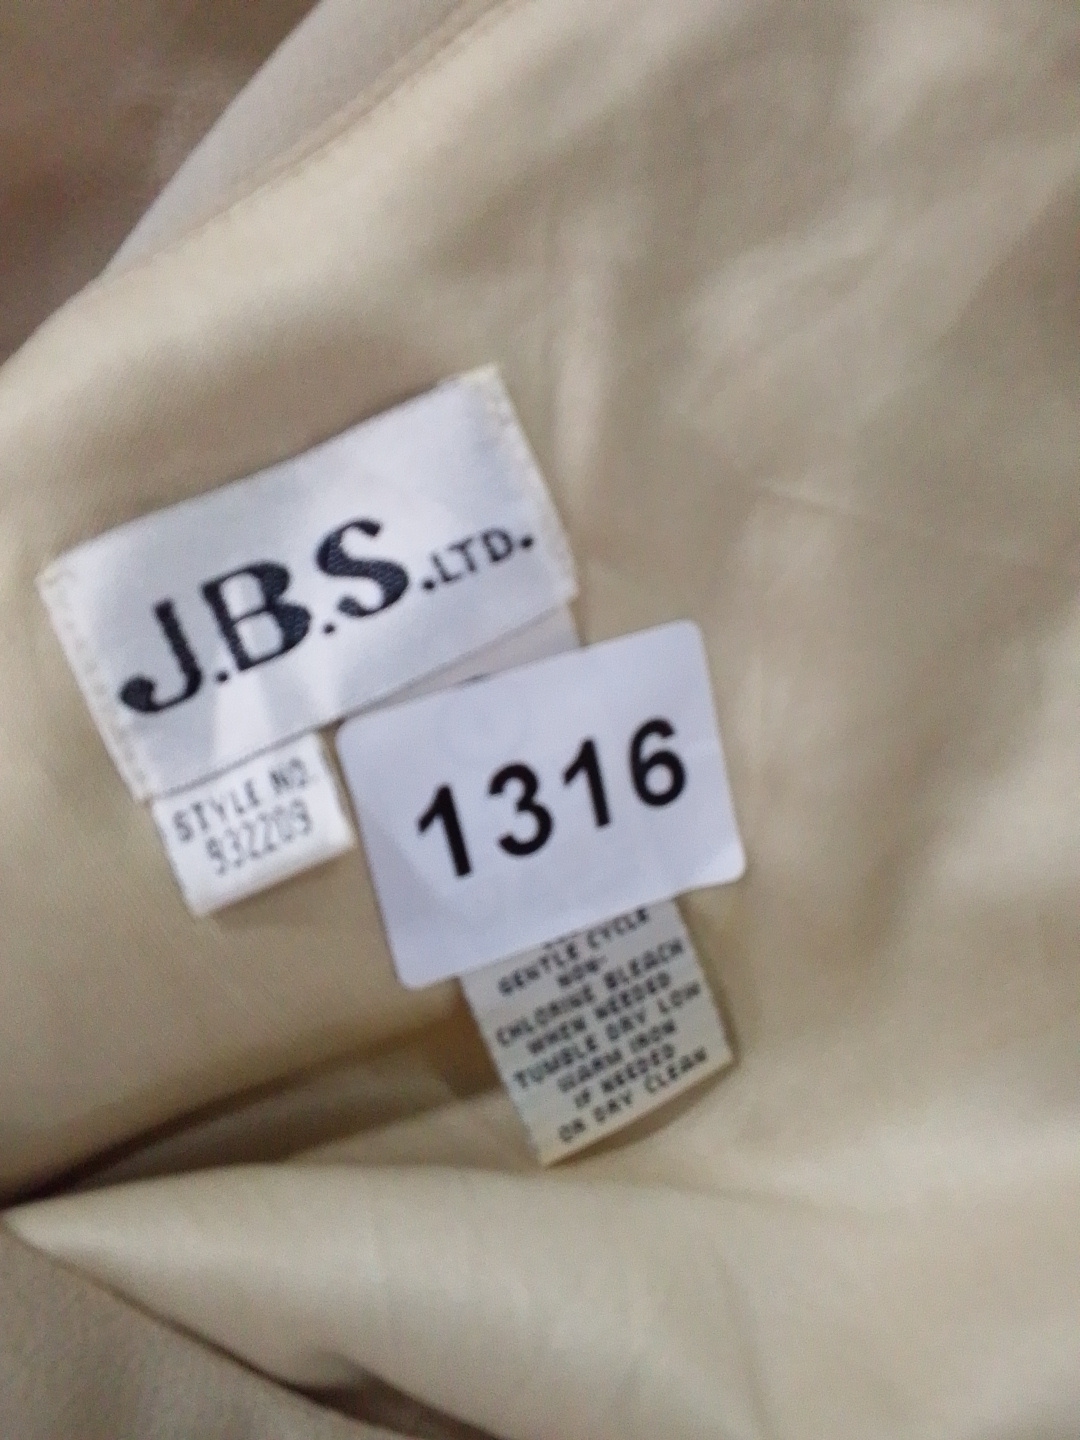 J.B.S. LTD.
STYLE NO.
932209
1316
GENTLE CYCLE
NON-
CHLORINE BLEACH
WHEN NEEDED
TUMBLE DRY LOW
WARM IRON
IF NEEDED
OR DRY CLEAN